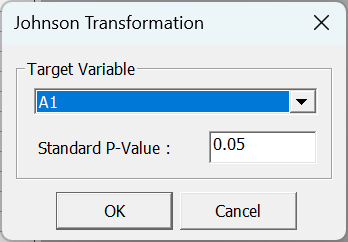 Johnson Transformation
Target Variable
A1
Standard P-Value : 0.05
OK Cancel